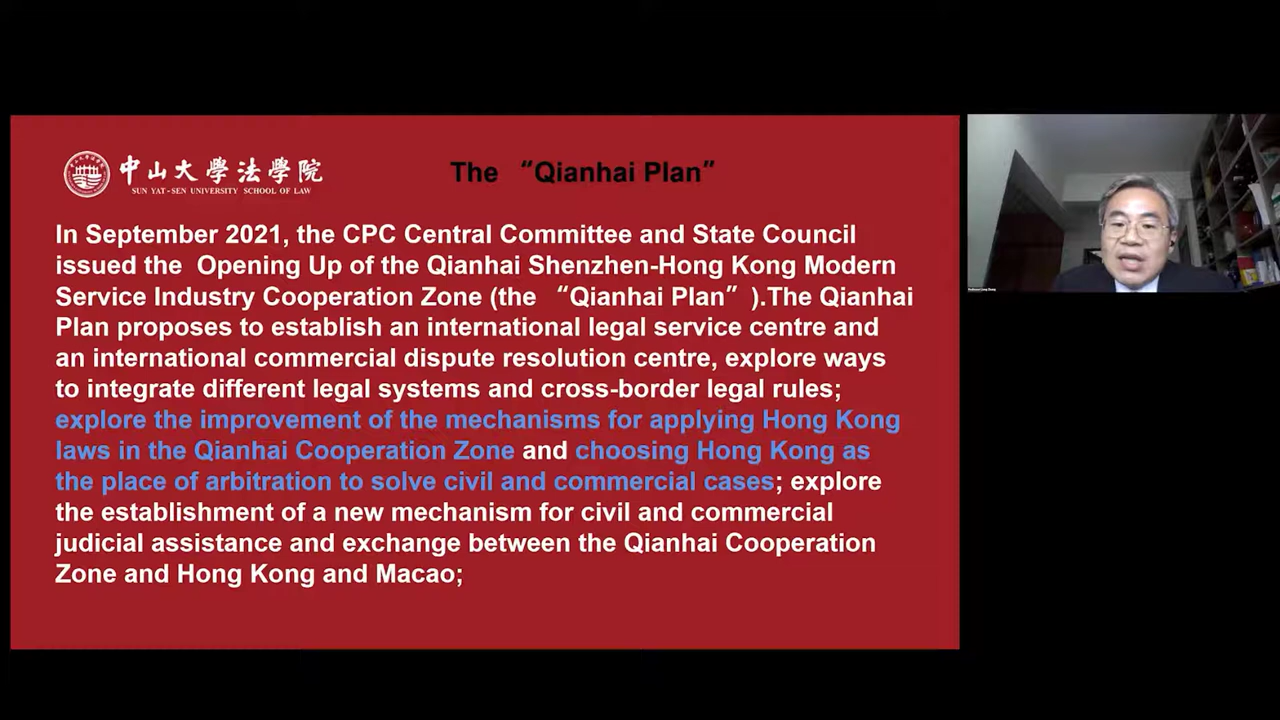 中山大學法學院
SUN YAT-SEN UNIVERSITY SCHOOL OF LAW
The “Qianhai Plan”
In September 2021, the CPC Central Committee and State Council
issued the Opening Up of the Qianhai Shenzhen-Hong Kong Modern
Service Industry Cooperation Zone (the “Qianhai Plan”).The Qianhai
Plan proposes to establish an international legal service centre and
an international commercial dispute resolution centre, explore ways
to integrate different legal systems and cross-border legal rules;
explore the improvement of the mechanisms for applying Hong Kong
laws in the Qianhai Cooperation Zone and choosing Hong Kong as
the place of arbitration to solve civil and commercial cases; explore
the establishment of a new mechanism for civil and commercial
judicial assistance and exchange between the Qianhai Cooperation
Zone and Hong Kong and Macao;